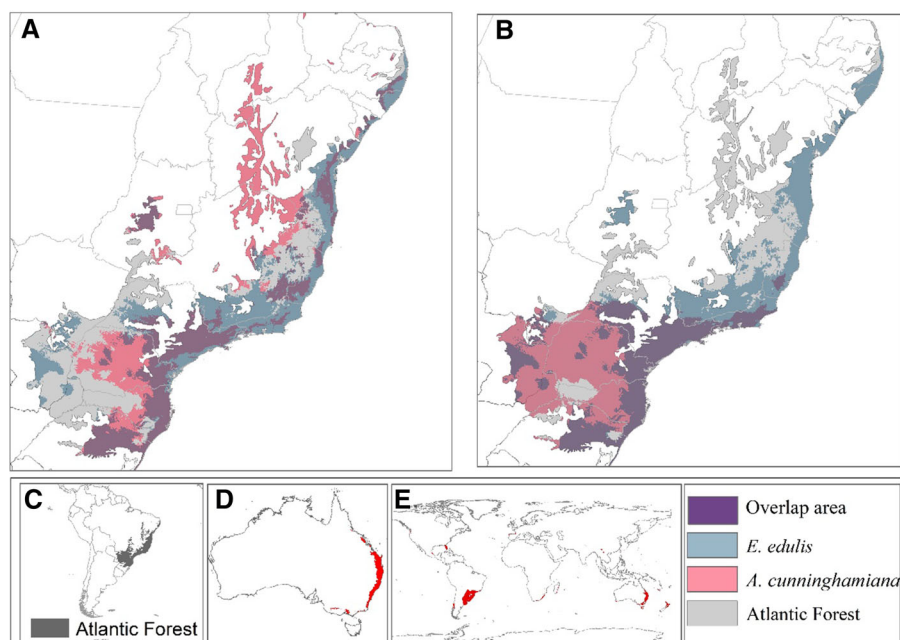 A
B
C
Atlantic Forest
D
E
Overlap area
E. edulis
A. cunninghamiana
Atlantic Forest